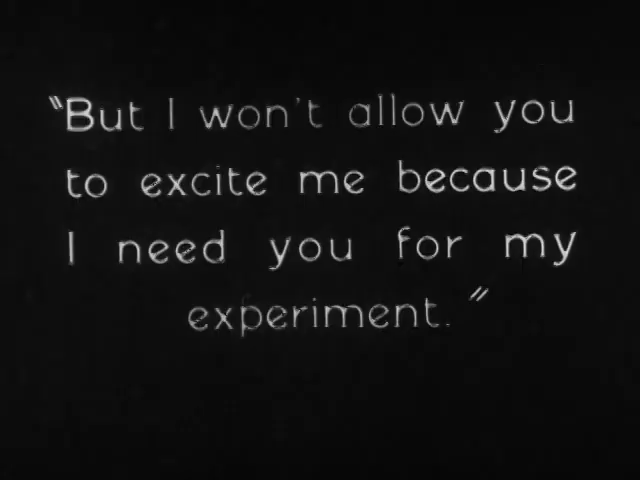 "But I won't allow you
to excite me because
I need you for my
experiment."